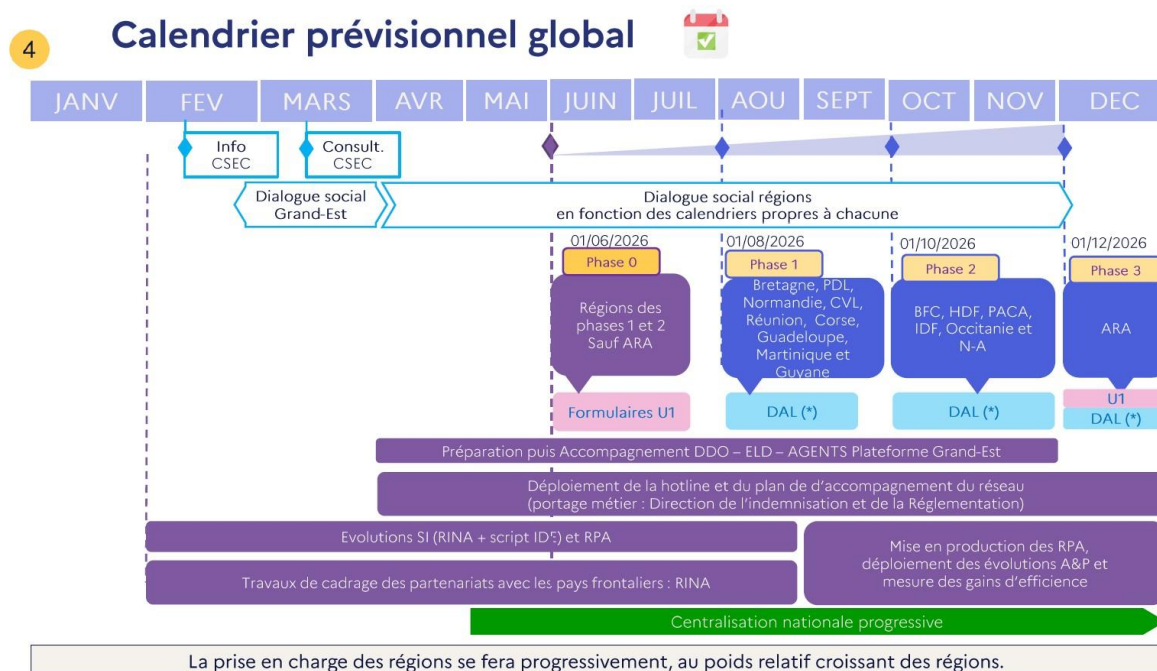 4
Calendrier prévisionnel global
JANV
FEV
MARS
AVR
MAI
JUIN
JUIL
AOU
SEPT
OCT
NOV
DEC
Info
CSEC
Consult.
CSEC
Dialogue social
Grand-Est
Dialogue social régions
en fonction des calendriers propres à chacune
01/06/2026
Phase 0
Régions des
phases 1 et 2
Sauf ARA
Formulaires U1
01/08/2026
Phase 1
Bretagne, PDL,
Normandie, CVL,
Réunion, Corse,
Guadeloupe,
Martinique et
Guyane
DAL (*)
01/10/2026
Phase 2
BFC, HDF, PACA,
IDF, Occitanie et
N-A
DAL (*)
01/12/2026
Phase 3
ARA
U1
DAL (*)
Préparation puis Accompagnement DDO – ELD – AGENTS Plateforme Grand-Est
Déploiement de la hotline et du plan de d'accompagnement du réseau
(portage métier : Direction de l'indemnisation et de la Réglementation)
Evolutions SI (RINA + script IDE) et RPA
Travaux de cadrage des partenariats avec les pays frontaliers : RINA
Mise en production des RPA,
déploiement des évolutions A&P et
mesure des gains d'efficience
Centralisation nationale progressive
La prise en charge des régions se fera progressivement, au poids relatif croissant des régions.